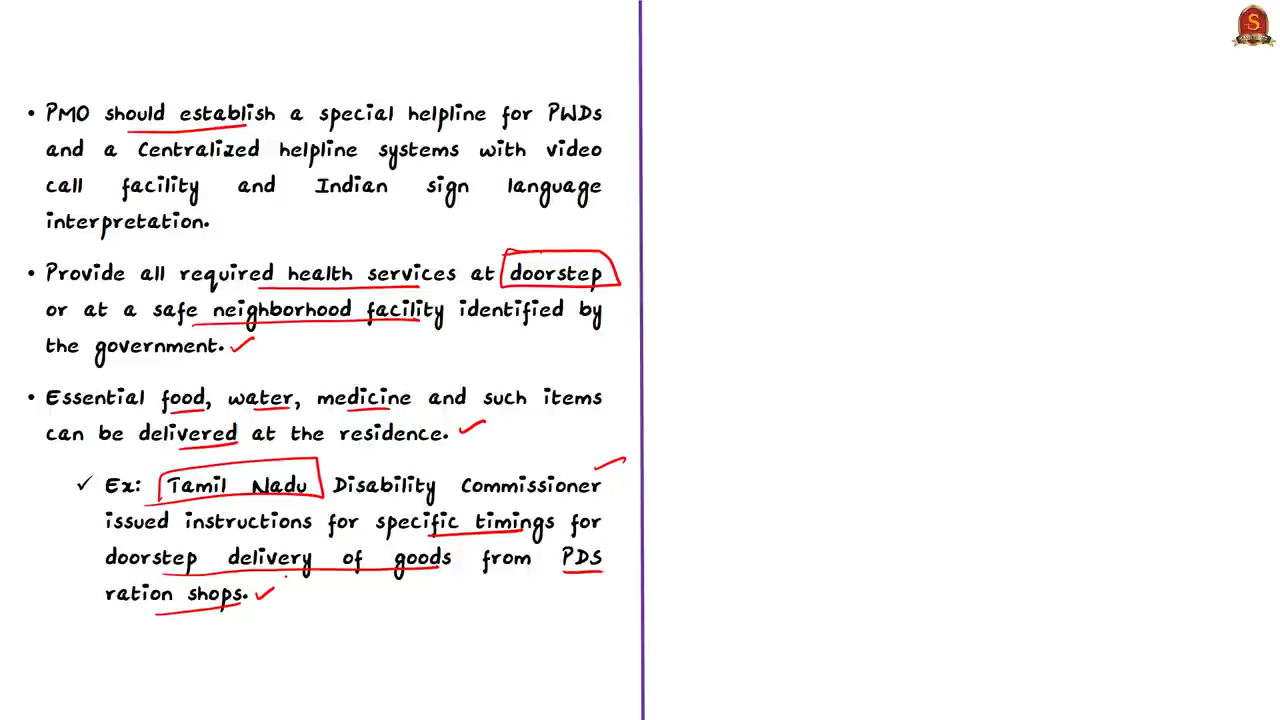 • PMO should establish a special helpline for PWDs
and a Centralized helpline systems with video
call facility and Indian sign language
interpretation.
• Provide all required health services at doorstep
or at a safe neighborhood facility identified by
the government.
• Essential food, water, medicine and such items
can be delivered at the residence.
✓ Ex: Tamil Nadu Disability Commissioner
issued instructions for specific timings for
doorstep delivery of goods from PDS
ration shops.
S